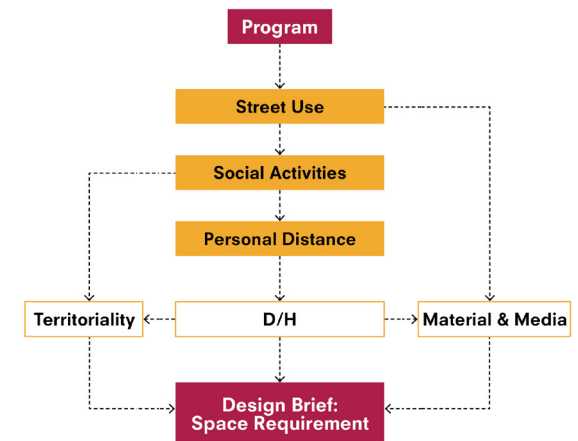 Program
Street Use
Social Activities
Personal Distance
Territoriality
D/H
Material & Media
Design Brief:
Space Requirement